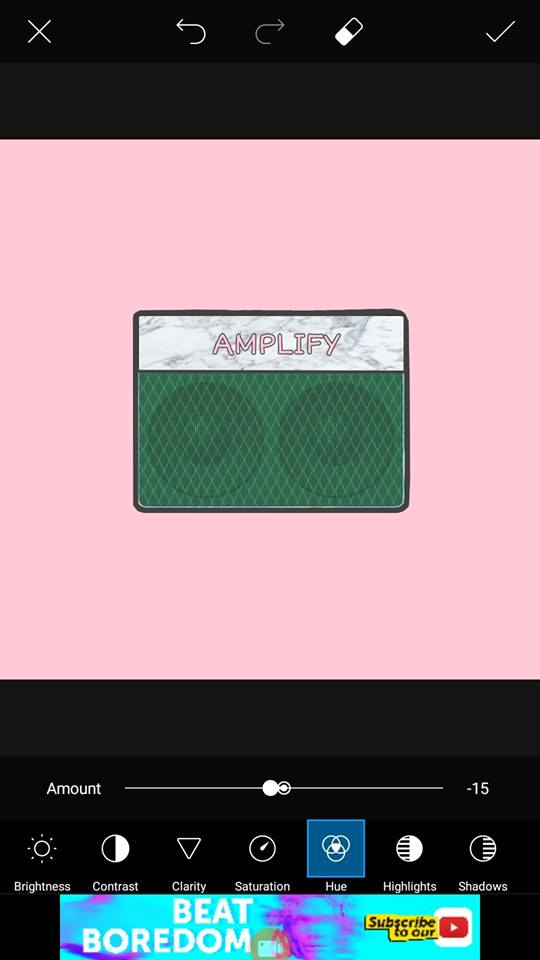 AMPLIFY
Amount -15
Brightness Contrast Clarity Saturation Hue Highlights Shadows
BEAT
BOREDOM
Subscribe
to our